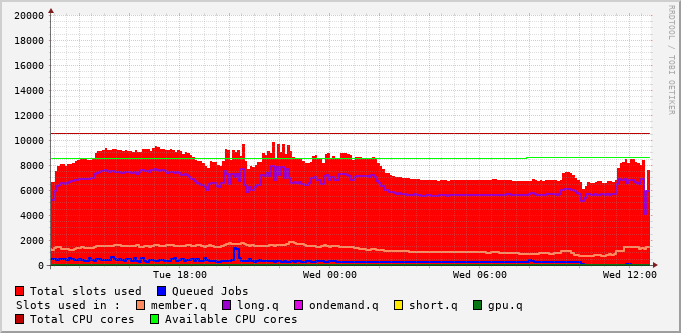 20000
18000
16000
14000
12000
10000
8000
6000
4000
2000
0
Tue 18:00 Wed 00:00 Wed 06:00 Wed 12:00
RRDTOOL / TOBI OETIKER
Total slots used Queued Jobs
Slots used in : member.q long.q ondemand.q short.q gpu.q
Total CPU cores Available CPU cores